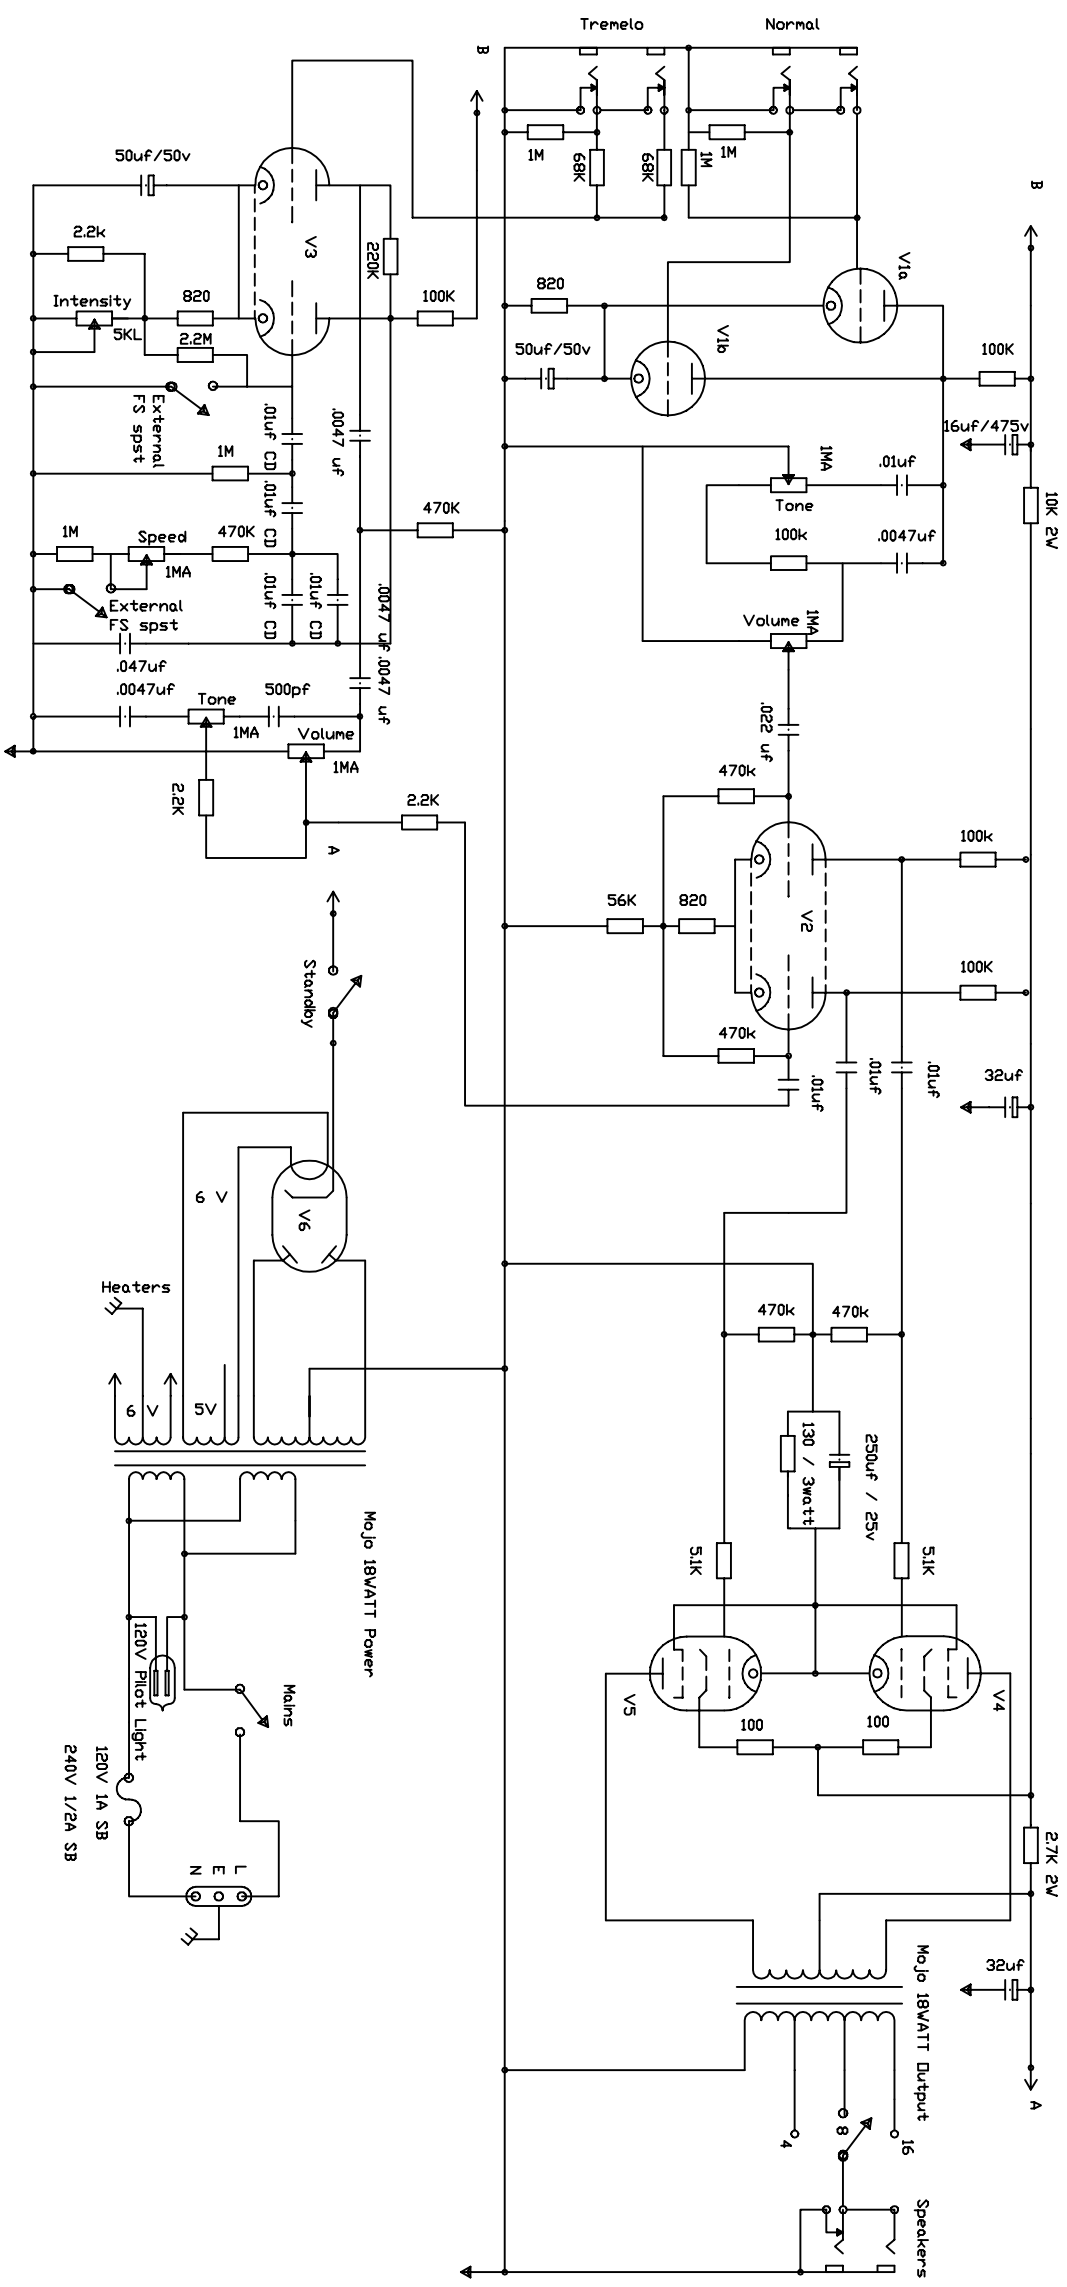 Tremelo
Normal
B
1M
68K
68K
1M
1M
B
50uf/50v
V3
220K
2.2k
820
Intensity
5KL
2.2M
100K
External
FS spst
.01uf CD
.0047 uf
1M
.01uf CD
470K
1M
Speed
470K
1MA
External
FS spst
.01uf CD
.01uf CD
.0047 uf
.047uf
.0047uf
Tone
1MA
500pf
.0047 uf
Volume
1MA
2.2K
2.2K
A
V1a
820
50uf/50v
V1b
100K
16uf/475v
10K 2W
1MA
Tone
.01uf
100k
.0047uf
Volume
1MA
.022 uf
470k
56K
820
V2
100k
100K
470k
.01uf
.01uf
.01uf
32uf
Standby
6 V
V6
Heaters
6 V
5V
470k
470k
130 / 3watt
250uf / 25v
5.1K
5.1K
Mojo 18WATT Power
120V Pilot Light
Mains
120V 1A SB
240V 1/2A SB
N E L
V5
V4
100
100
2.7K 2W
32uf
Mojo 18WATT Output
A
4
8
16
Speakers